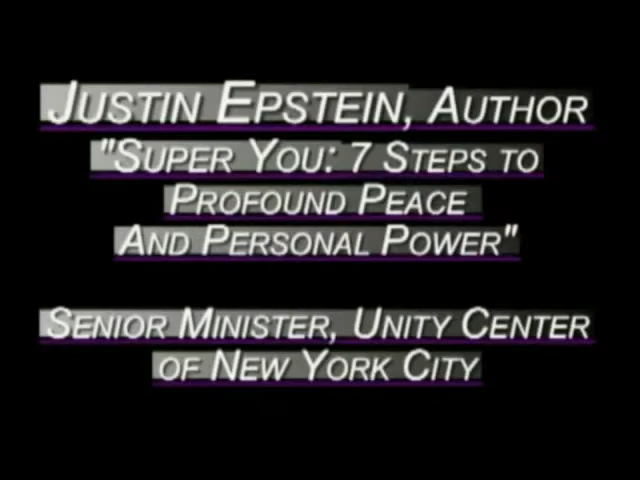 JUSTIN EPSTEIN, AUTHOR
"SUPER YOU: 7 STEPS TO
PROFOUND PEACE
AND PERSONAL POWER"
SENIOR MINISTER, UNITY CENTER
OF NEW YORK CITY